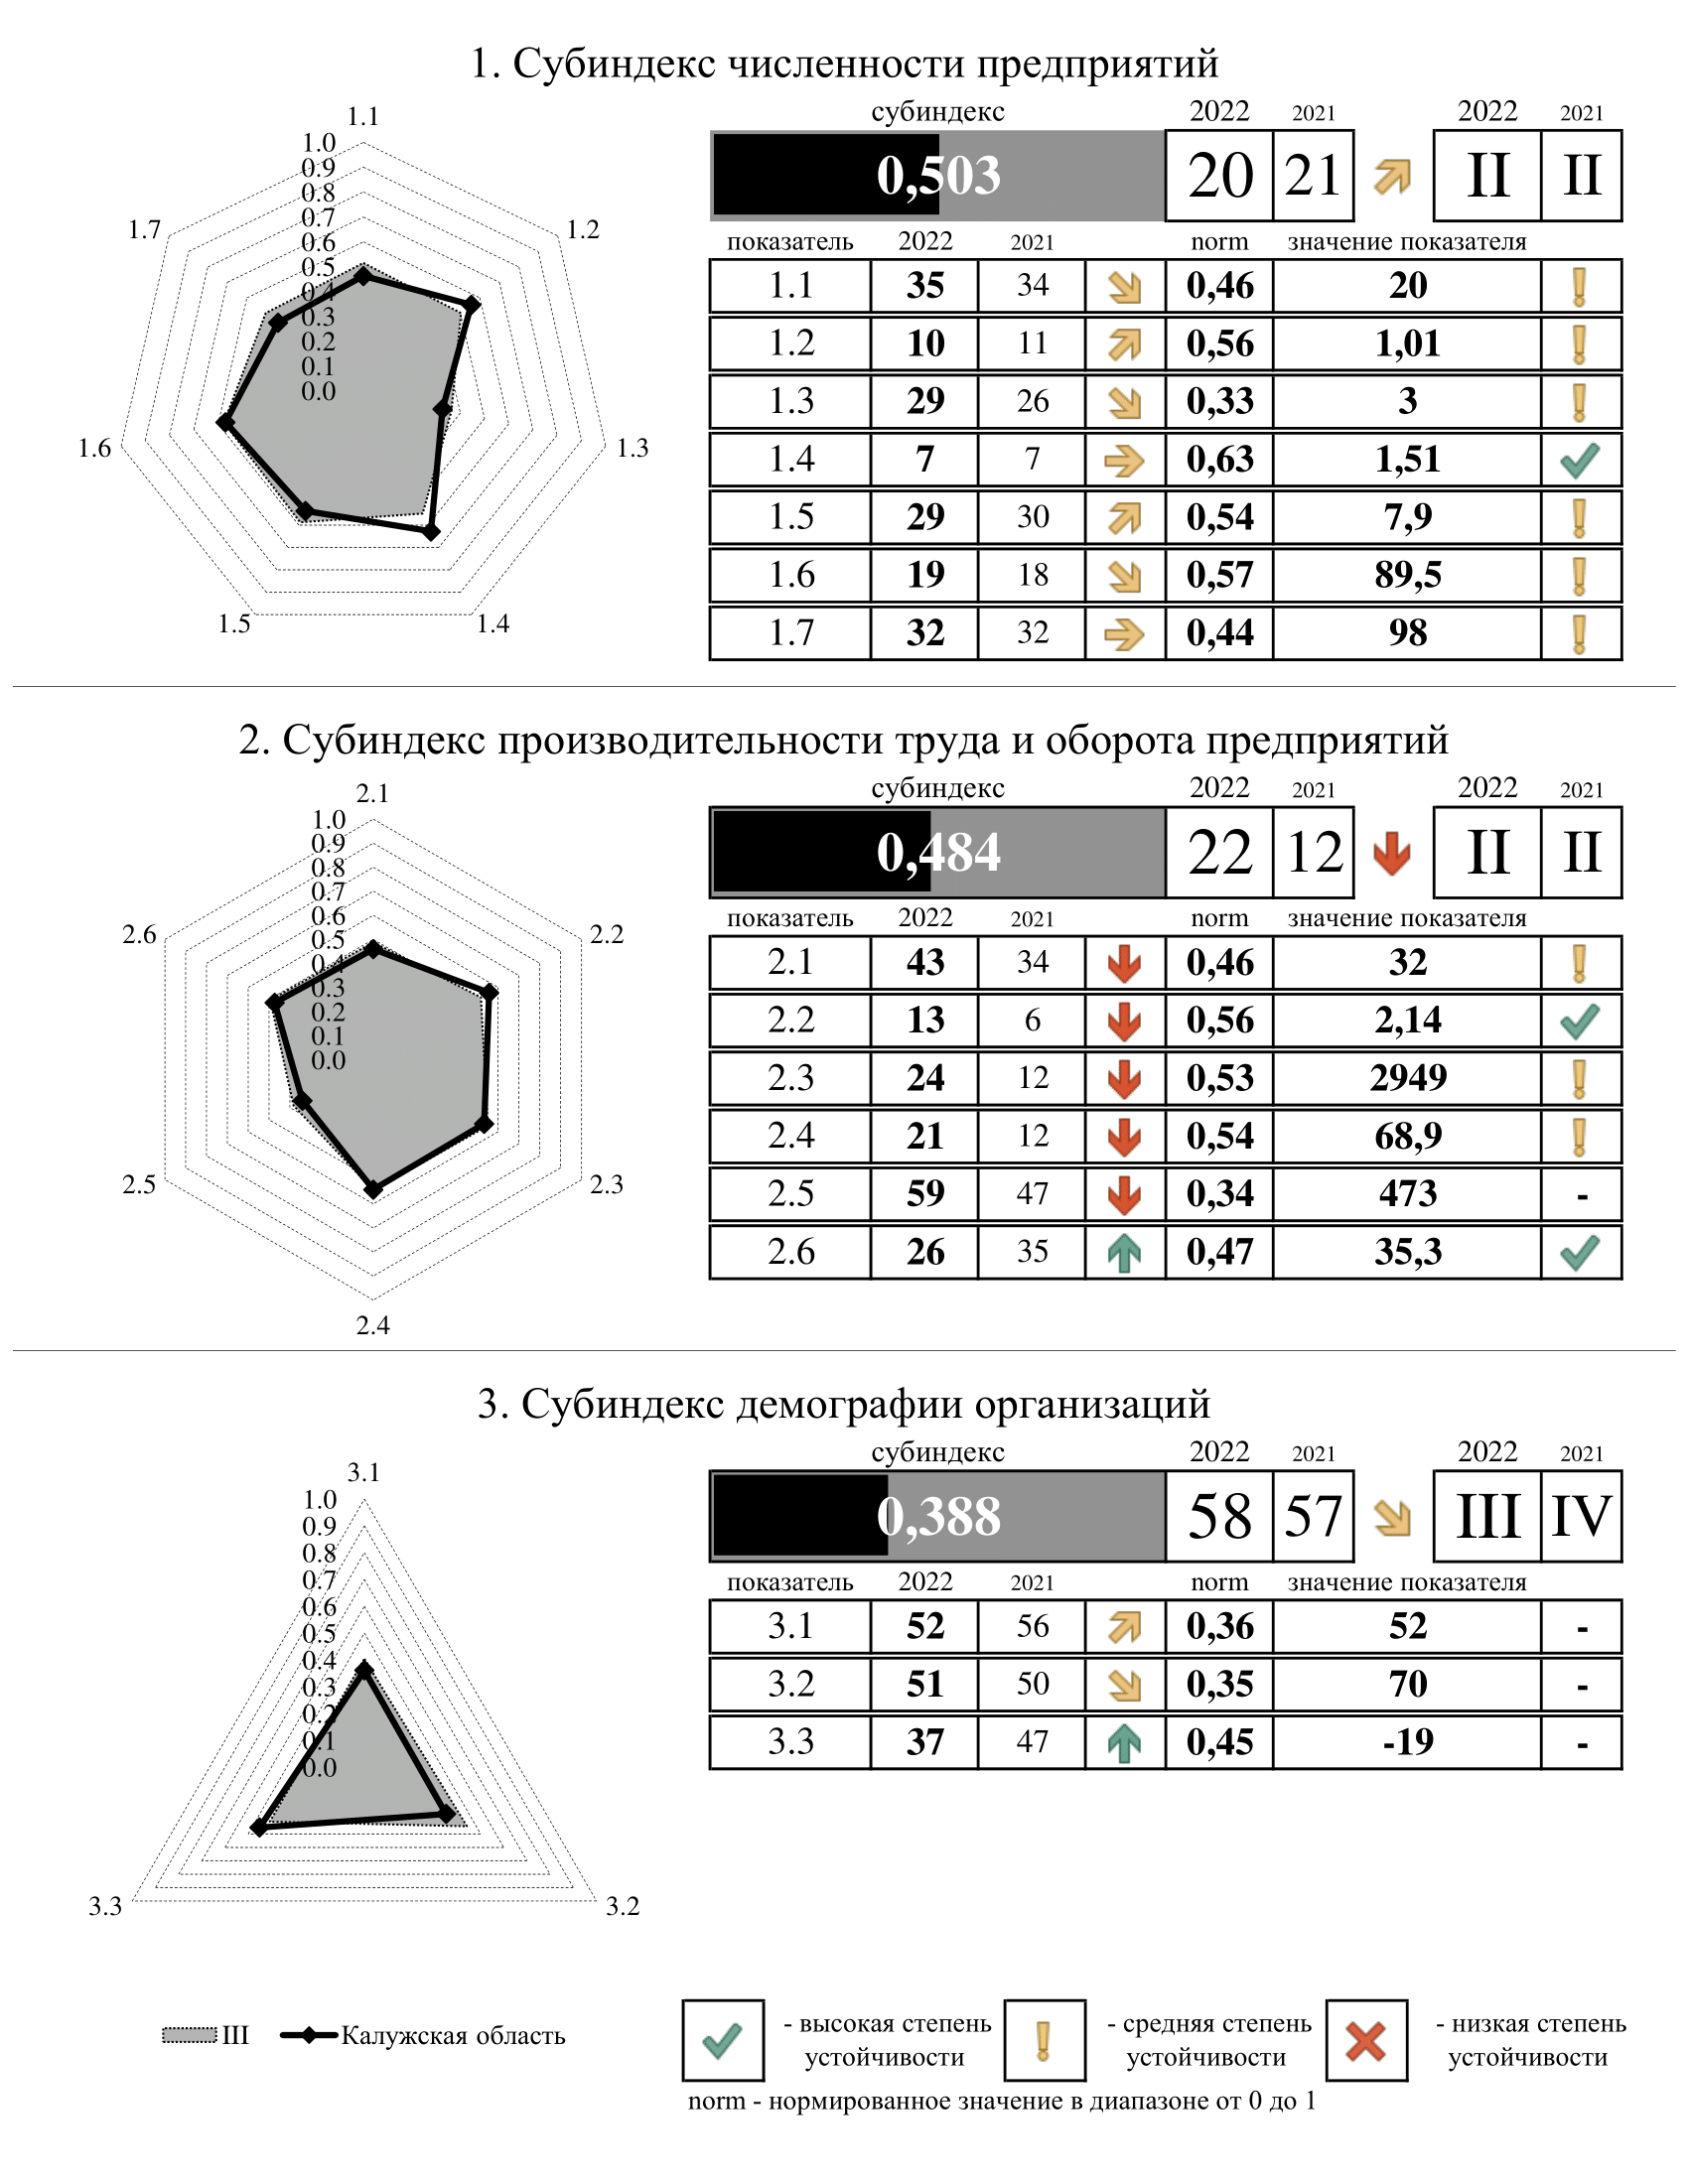 1. Субиндекс численности предприятий
1.1
1.0
0.9
0.8
0.7
0.6
0.5
0.4
0.3
0.2
0.1
0.0
1.2
1.3
1.4
1.5
1.6
1.7
субиндекс 2022 2021 2022 2021
0,503 20 21 II II
показатель 2022 2021 norm значение показателя
1.1 35 34 0,46 20
1.2 10 11 0,56 1,01
1.3 29 26 0,33 3
1.4 7 7 0,63 1,51
1.5 29 30 0,54 7,9
1.6 19 18 0,57 89,5
1.7 32 32 0,44 98
2. Субиндекс производительности труда и оборота предприятий
2.1
1.0
0.9
0.8
0.7
0.6
0.5
0.4
0.3
0.2
0.1
0.0
2.2
2.3
2.4
2.5
2.6
субиндекс 2022 2021 2022 2021
0,484 22 12 II II
показатель 2022 2021 norm значение показателя
2.1 43 34 0,46 32
2.2 13 6 0,56 2,14
2.3 24 12 0,53 2949
2.4 21 12 0,54 68,9
2.5 59 47 0,34 473 -
2.6 26 35 0,47 35,3
3. Субиндекс демографии организаций
3.1
1.0
0.9
0.8
0.7
0.6
0.5
0.4
0.3
0.2
0.1
0.0
3.2
3.3
субиндекс 2022 2021 2022 2021
0,388 58 57 III IV
показатель 2022 2021 norm значение показателя
3.1 52 56 0,36 52 -
3.2 51 50 0,35 70 -
3.3 37 47 0,45 -19 -
III Калужская область
- высокая степень
устойчивости
- средняя степень
устойчивости
- низкая степень
устойчивости
norm - нормированное значение в диапазоне от 0 до 1